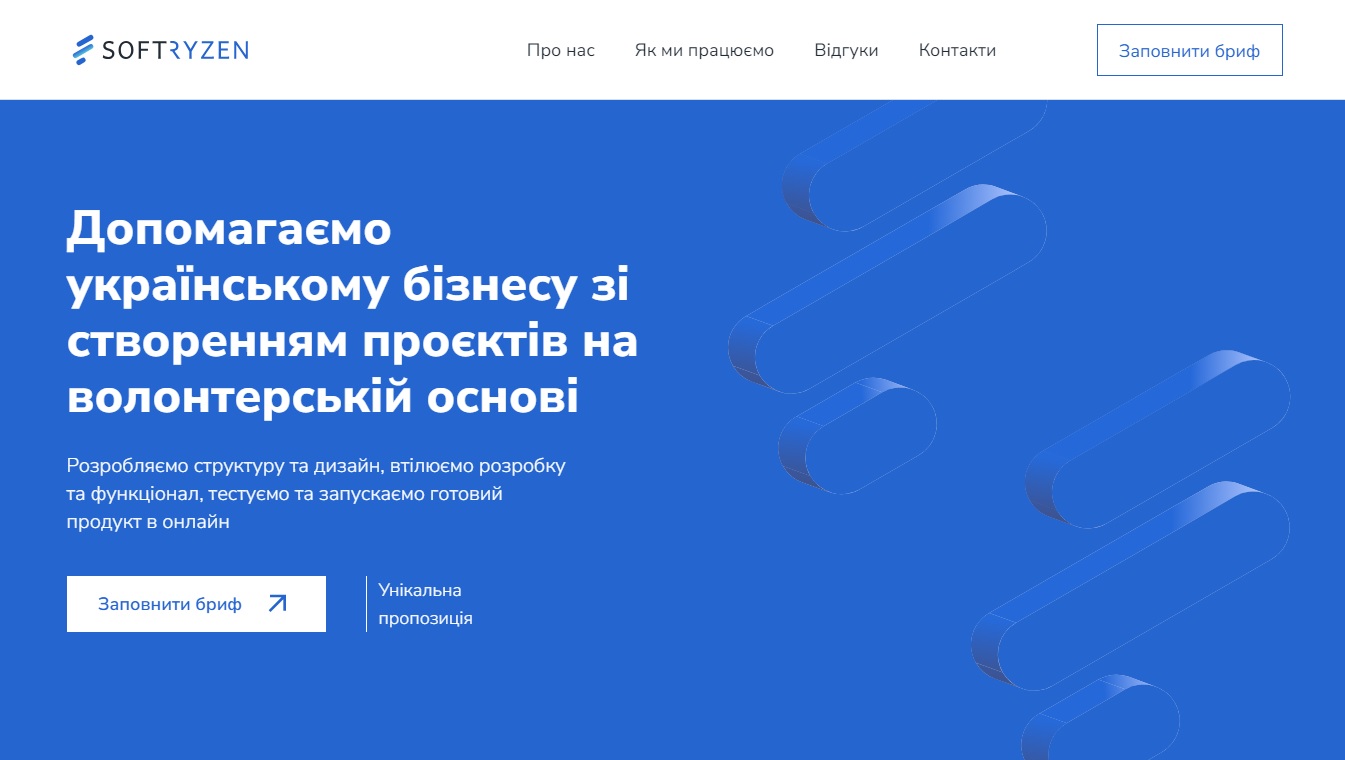 SOFTRYZEN
Про нас
Як ми працюємо
Відгуки
Контакти
Заповнити бриф
Допомагаємо
українському бізнесу зі
створенням проєктів на
волонтерській основі
Розробляємо структуру та дизайн, втілюємо розробку
та функціонал, тестуємо та запускаємо готовий
продукт в онлайн
Заповнити бриф
Унікальна
пропозиція